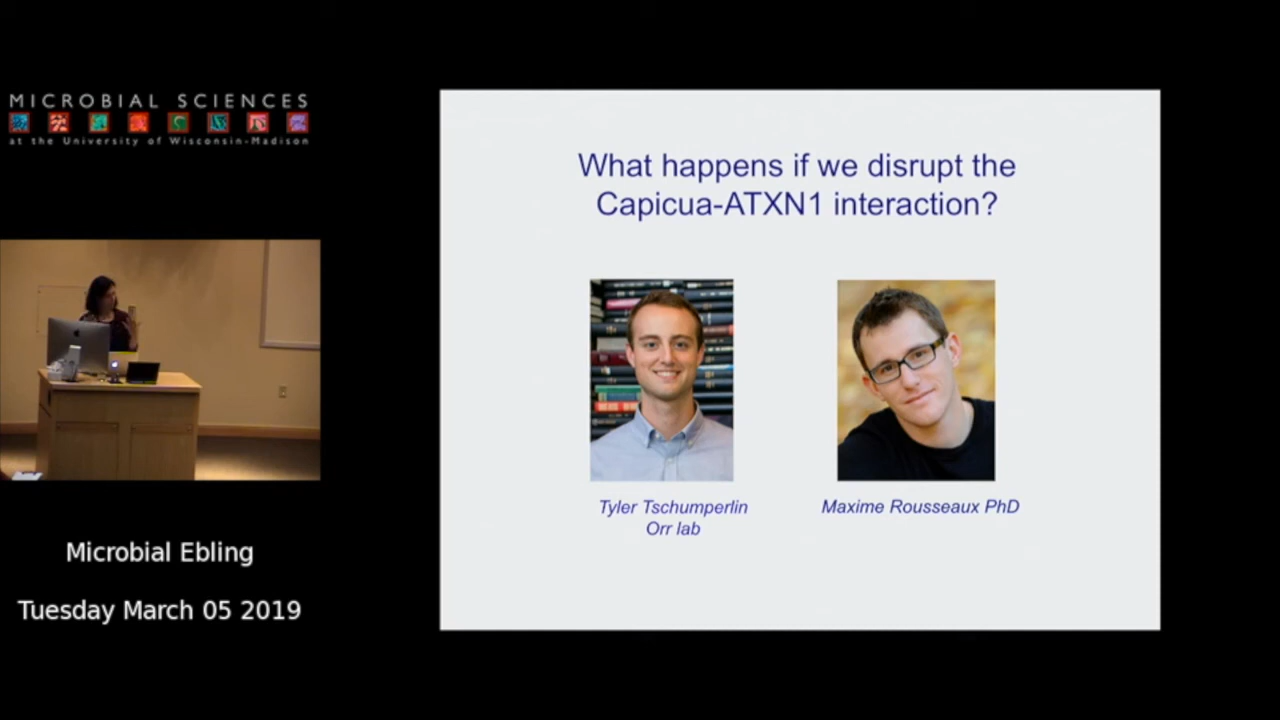 MICROBIAL SCIENCES
at the University of Wisconsin-Madison
Microbial Ebling
Tuesday March 05 2019
What happens if we disrupt the
Capicua-ATXN1 interaction?
Tyler Tschumperlin
Orr lab
Maxime Rousseaux PhD